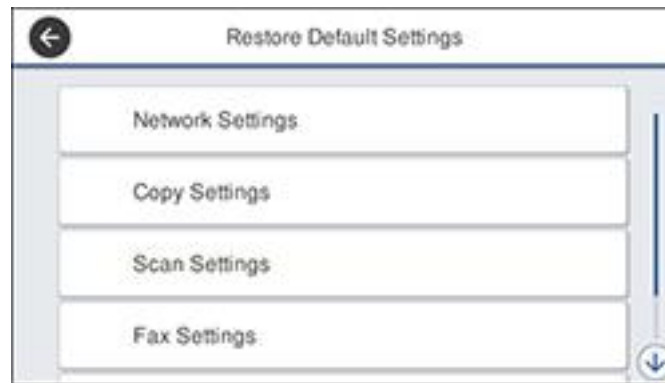 Restore Default Settings
Network Settings
Copy Settings
Scan Settings
Fax Settings